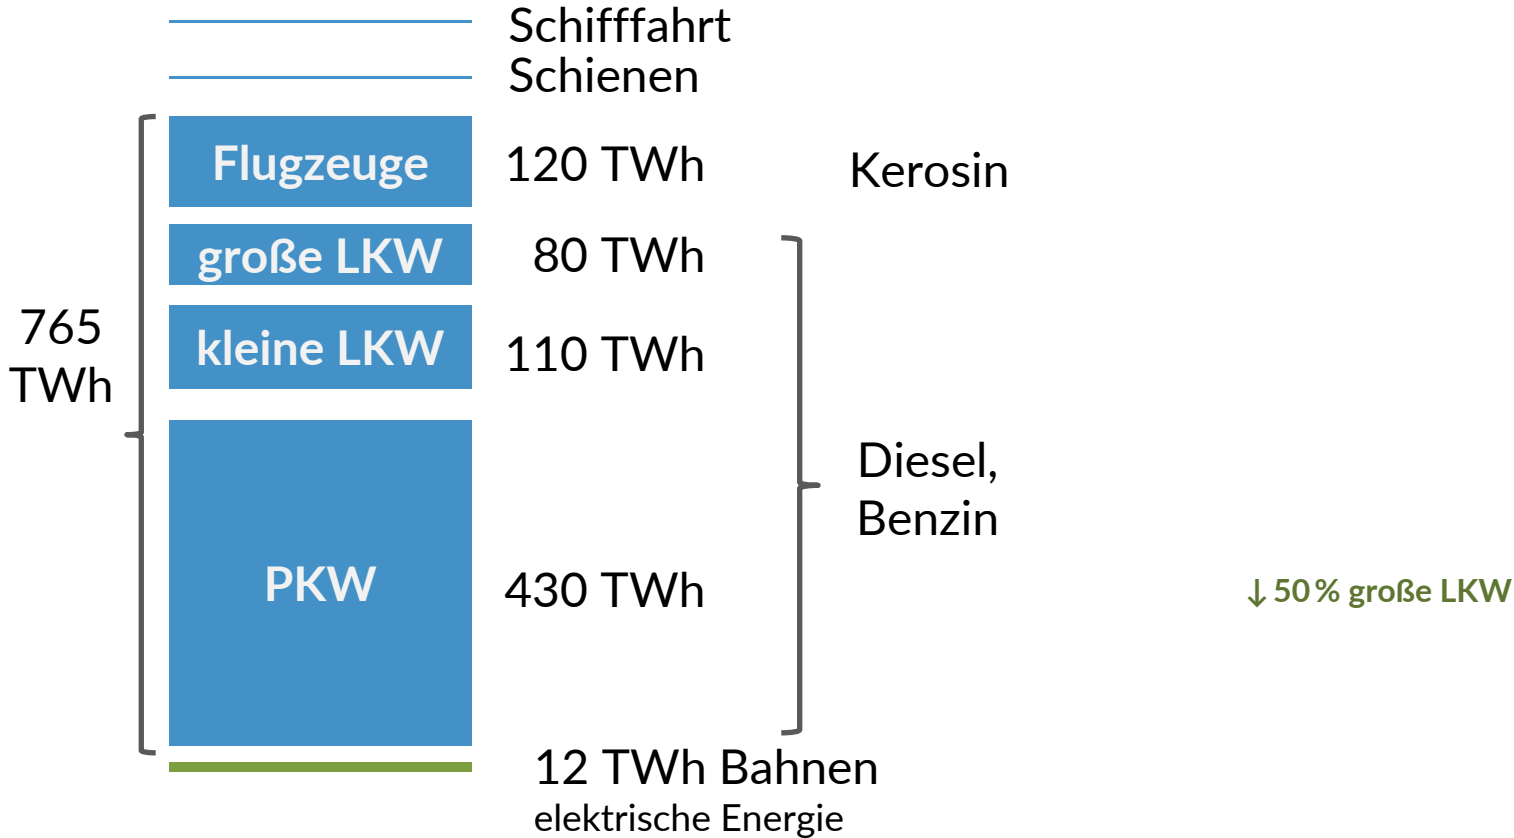 Schifffahrt
Schienen
Flugzeuge 120 TWh Kerosin
große LKW 80 TWh
765
TWh
kleine LKW 110 TWh
Diesel,
Benzin
PKW 430 TWh
↓ 50 % große LKW
12 TWh Bahnen
elektrische Energie